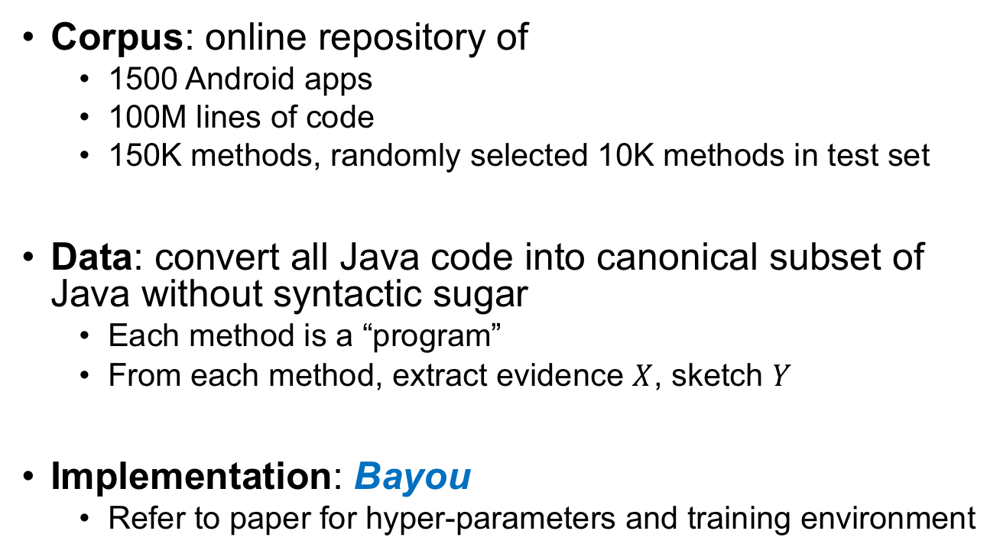 • Corpus: online repository of
• 1500 Android apps
• 100M lines of code
• 150K methods, randomly selected 10K methods in test set
• Data: convert all Java code into canonical subset of
Java without syntactic sugar
• Each method is a “program”
• From each method, extract evidence X, sketch Y
• Implementation: Bayou
• Refer to paper for hyper-parameters and training environment